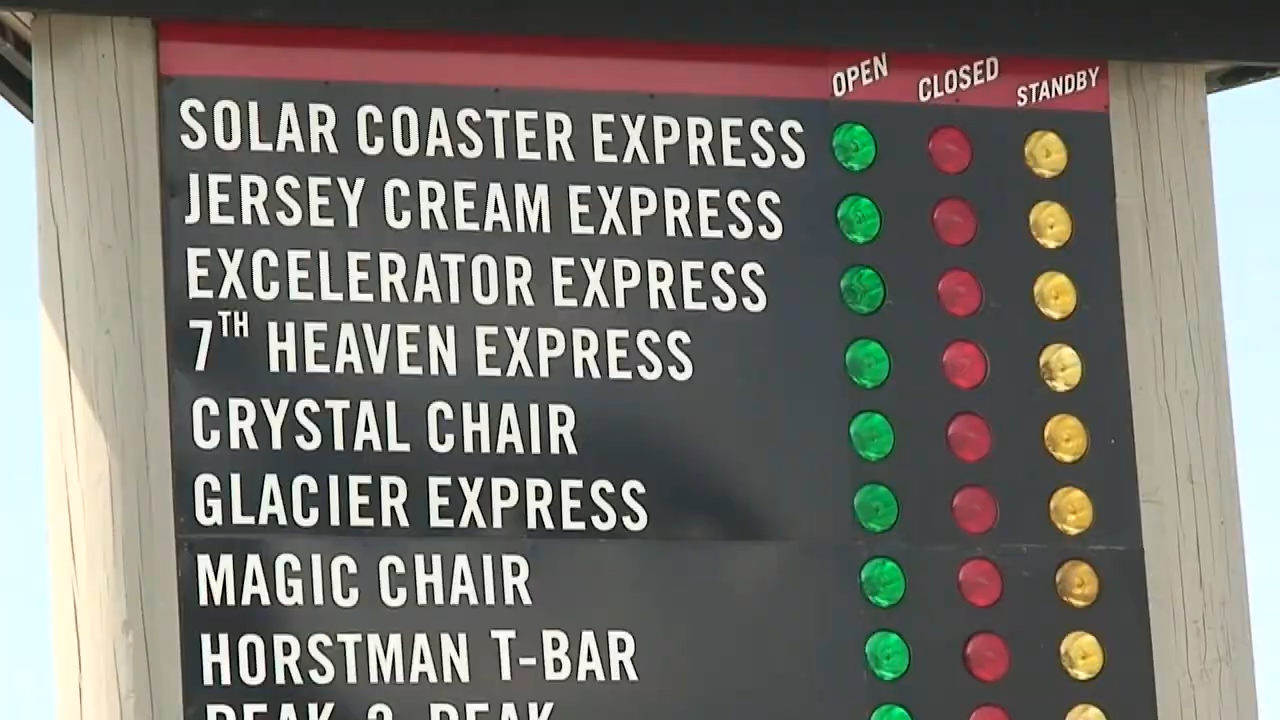 OPEN CLOSED STANDBY
SOLAR COASTER EXPRESS
JERSEY CREAM EXPRESS
EXCELERATOR EXPRESS
7TH HEAVEN EXPRESS
CRYSTAL CHAIR
GLACIER EXPRESS
MAGIC CHAIR
HORSTMAN T-BAR
PEAK 2 PEAK